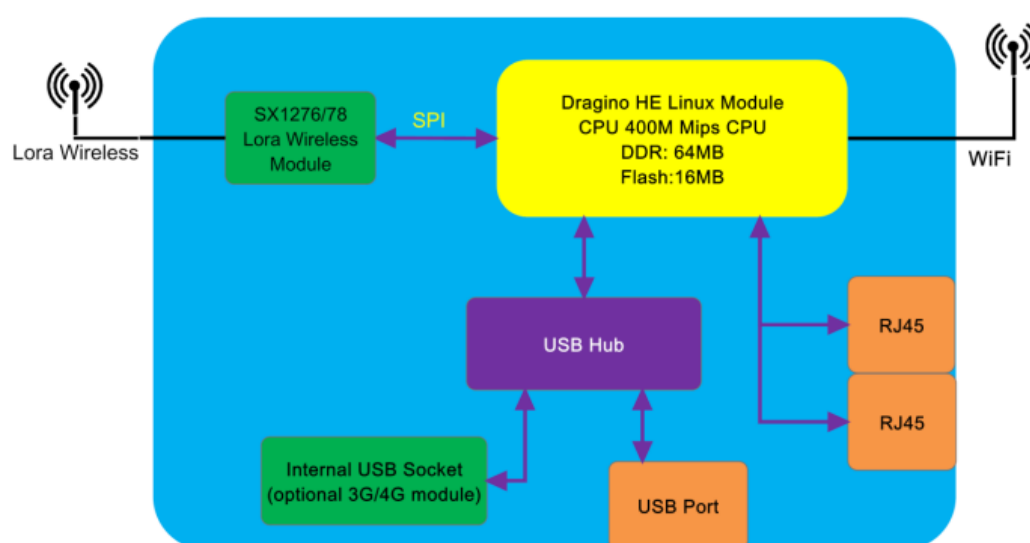 SX1276/78
Lora Wireless
Module
SPI
Dragino HE Linux Module
CPU 400M Mips CPU
DDR: 64MB
Flash:16MB
Lora Wireless
WiFi
USB Hub
RJ45
RJ45
Internal USB Socket
(optional 3G/4G module)
USB Port